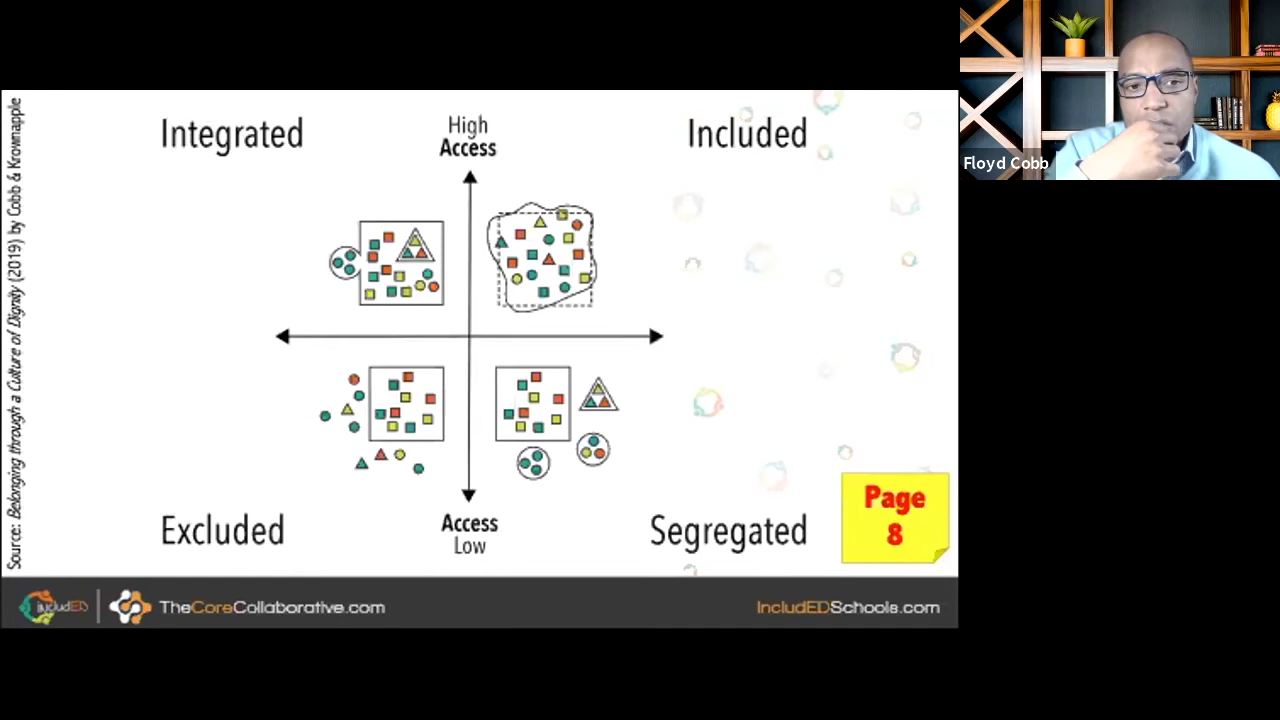 Source: Belonging through a Culture of Dignity (2019) by Cobb & Krownapple
Integrated
High
Access
Included
Floyd Cobb
Excluded
Access
Low
Segregated
Page
8
includED
TheCoreCollaborative.com
IncludEDSchools.com